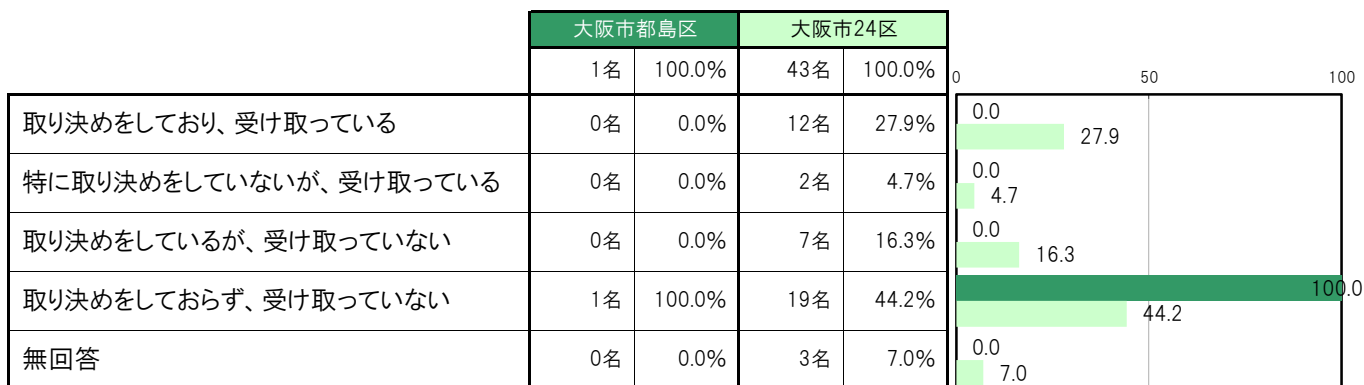 大阪市都島区 大阪市24区
1名 100.0% 43名 100.0% 0 50 100
取り決めをしており、受け取っている 0名 0.0% 12名 27.9% 0.0
27.9
特に取り決めをしていないが、受け取っている 0名 0.0% 2名 4.7% 0.0
4.7
取り決めをしているが、受け取っていない 0名 0.0% 7名 16.3% 0.0
16.3
取り決めをしておらず、受け取っていない 1名 100.0% 19名 44.2% 100.0
44.2
無回答 0名 0.0% 3名 7.0% 0.0
7.0